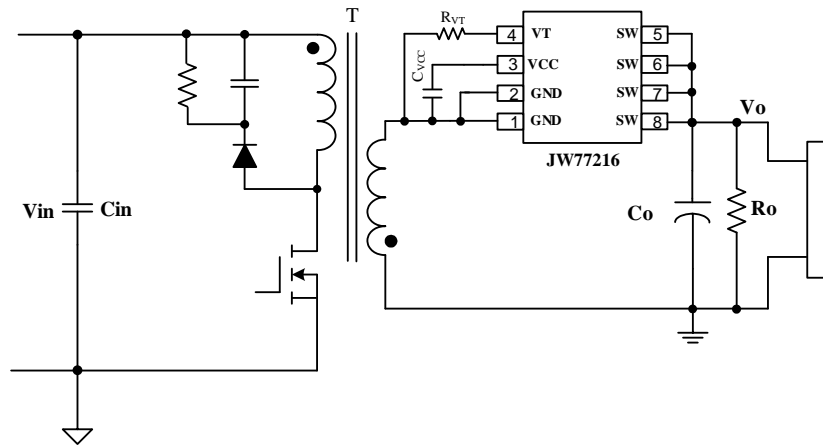 T
RVT
4 VT SW 5
CVCC
3 VCC SW 6
2 GND SW 7
1 GND SW 8
Vo
JW77216
Vin Cin
Co Ro